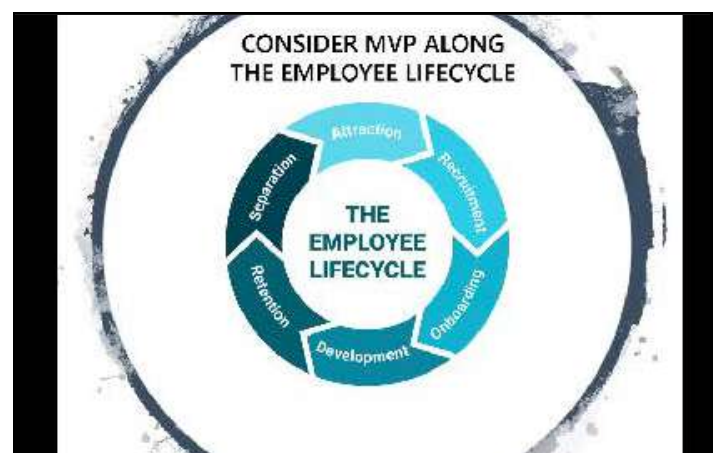 CONSIDER MVP ALONG
THE EMPLOYEE LIFECYCLE
Attraction
Recruitment
Onboarding
Development
Retention
Separation
THE
EMPLOYEE
LIFECYCLE